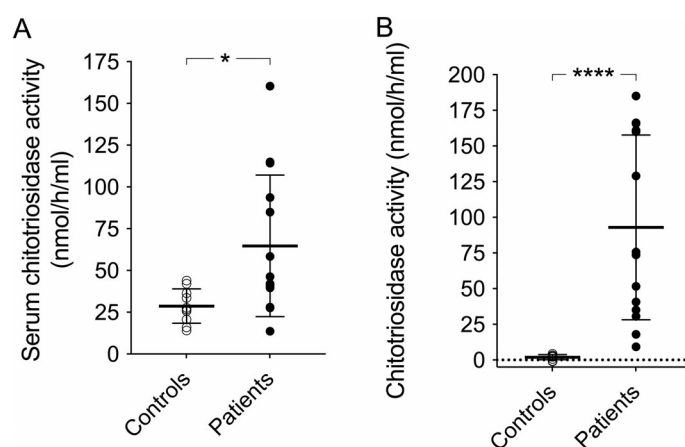 A
Serum chitotriosidase activity
(nmol/h/ml)
175
150
125
100
75
50
25
0
*
Controls
Patients
B
Chitotriosidase activity (nmol/h/ml)
200
175
150
125
100
75
50
25
0
****
Controls
Patients